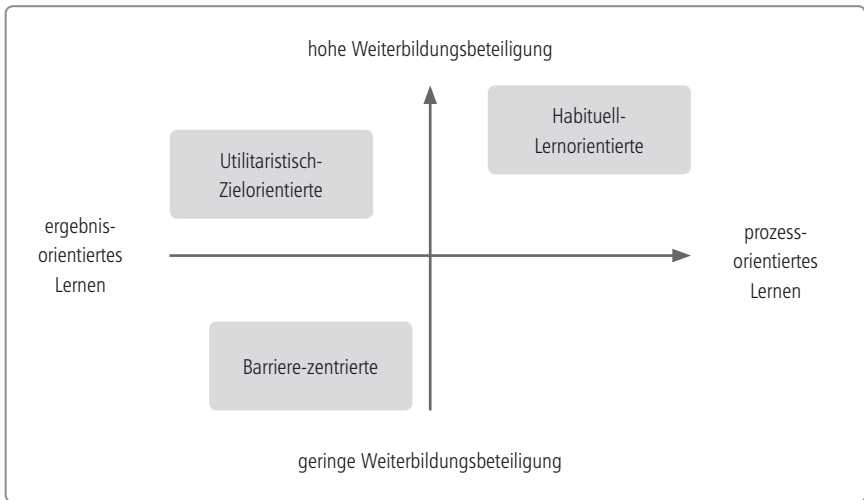 hohe Weiterbildungsbeteiligung
Habituell-
Lernorientierte
Utilitaristisch-
Zielorientierte
ergebnis-
orientiertes
Lernen
prozess-
orientiertes
Lernen
Barriere-zentrierte
geringe Weiterbildungsbeteiligung